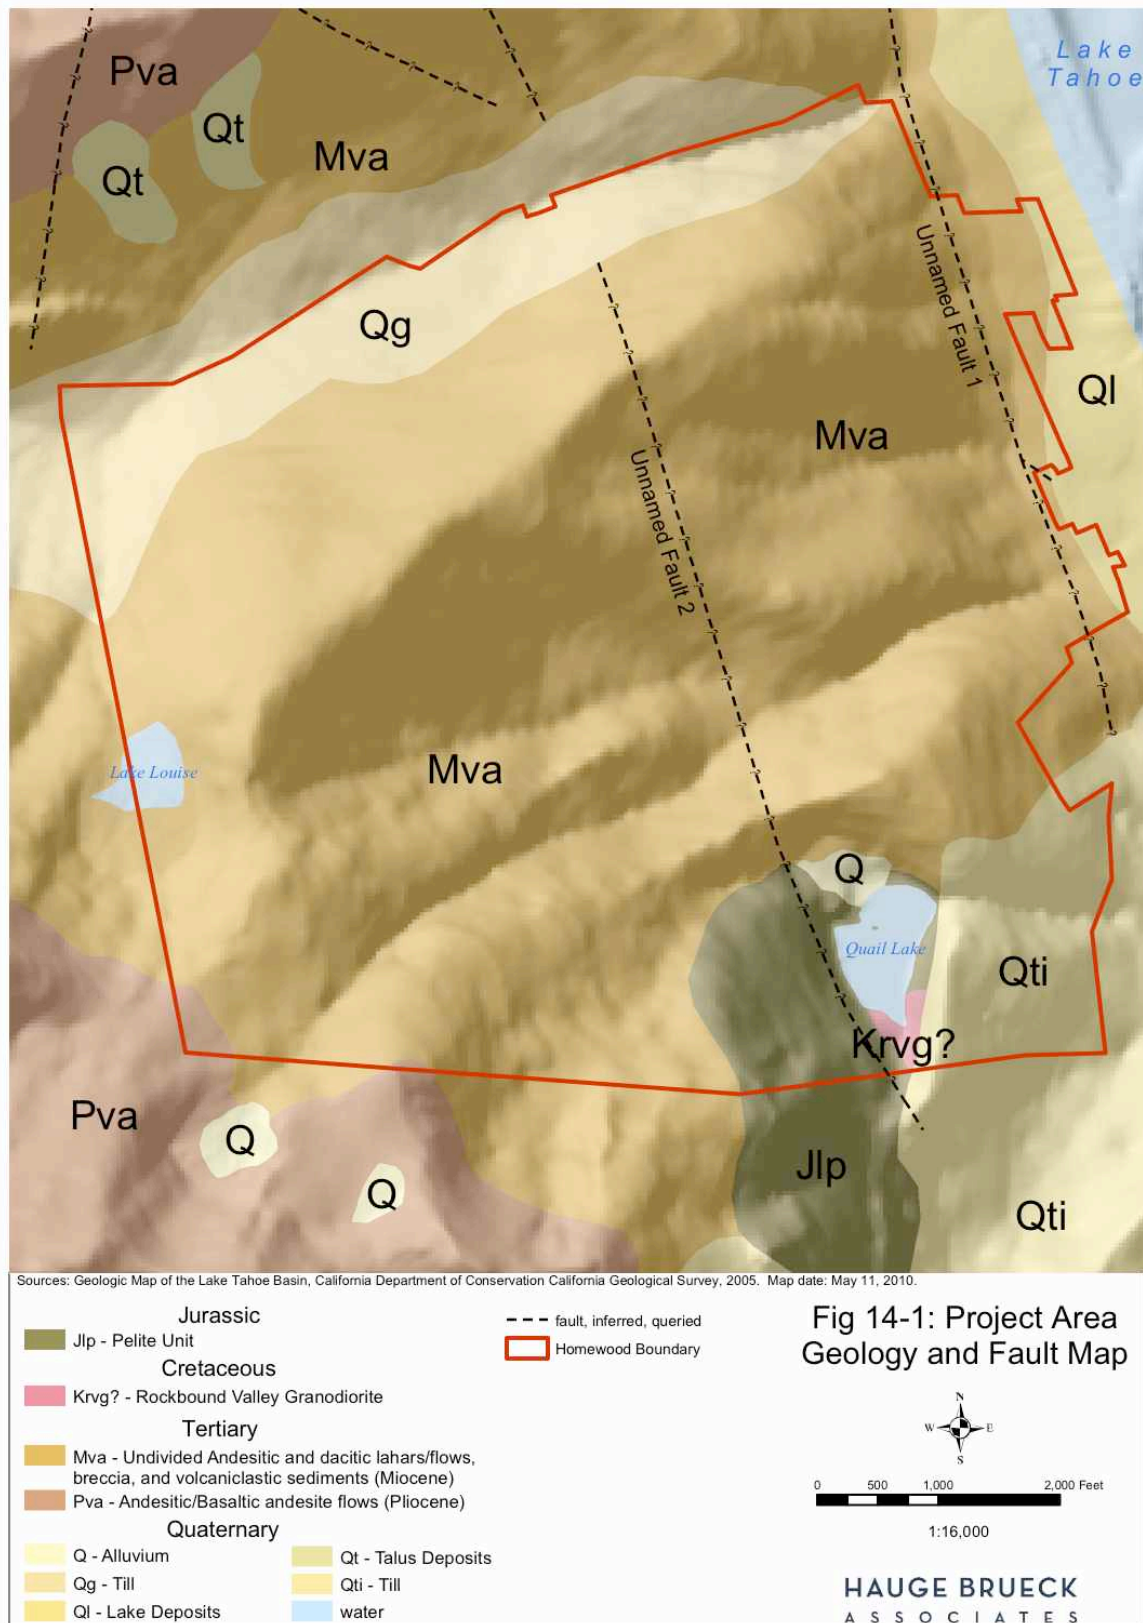 Lake
Tahoe
Pva
Qt
Qt
Mva
Qg
Unnamed Fault 1
Ql
Mva
Unnamed Fault 2
Lake Louise
Mva
Q
Quail Lake
Qti
Krvg?
Pva
Q
Q
Jlp
Qti
Sources: Geologic Map of the Lake Tahoe Basin, California Department of Conservation California Geological Survey, 2005. Map date: May 11, 2010.
Jurassic
Jlp - Pelite Unit
Cretaceous
Krvg? - Rockbound Valley Granodiorite
Tertiary
Mva - Undivided Andesitic and dacitic lahars/flows,
breccia, and volcaniclastic sediments (Miocene)
Pva - Andesitic/Basaltic andesite flows (Pliocene)
Quaternary
Q - Alluvium
Qg - Till
Ql - Lake Deposits
Qt - Talus Deposits
Qti - Till
water
fault, inferred, queried
Homewood Boundary
Fig 14-1: Project Area
Geology and Fault Map
N
W E
S
0 500 1,000 2,000 Feet
1:16,000
HAUGE BRUECK
ASSOCIATES